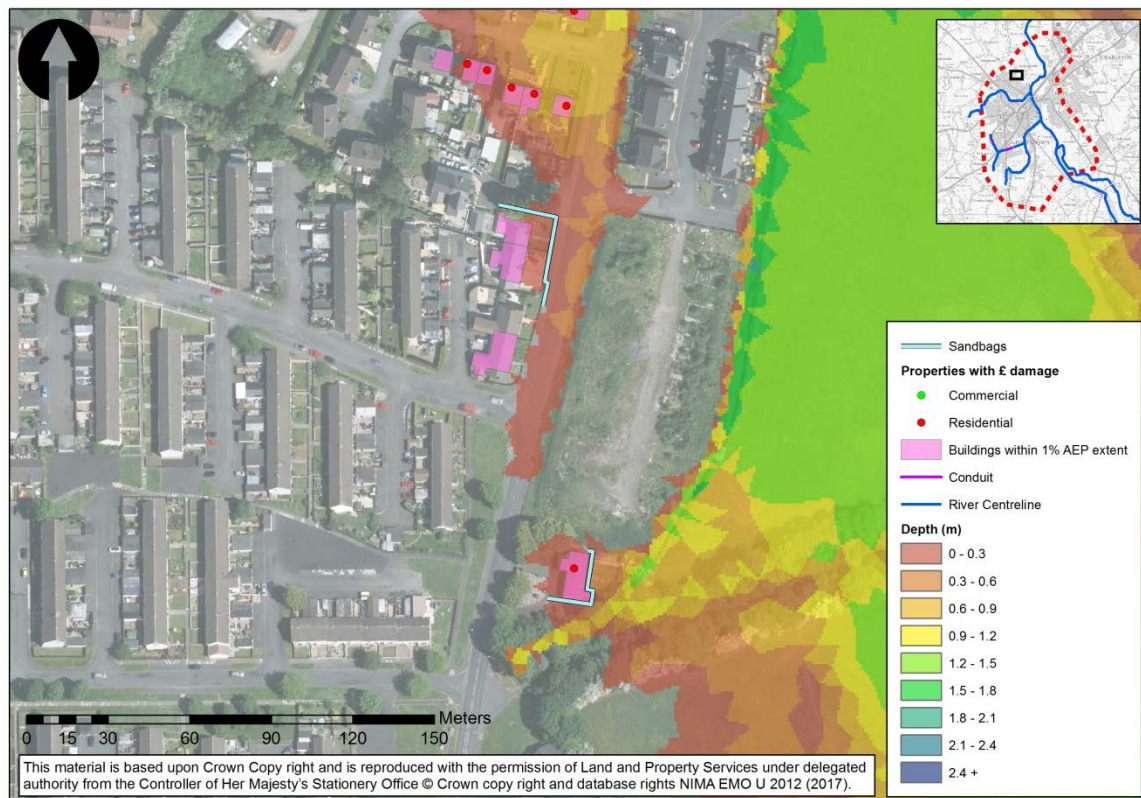 Sandbags
Properties with £ damage
Commercial
Residential
Buildings within 1% AEP extent
Conduit
River Centreline
Depth (m)
0 - 0.3
0.3 - 0.6
0.6 - 0.9
0.9 - 1.2
1.2 - 1.5
1.5 - 1.8
1.8 - 2.1
2.1 - 2.4
2.4 +
Meters
0 15 30 60 90 120 150
This material is based upon Crown Copy right and is reproduced with the permission of Land and Property Services under delegated
authority from the Controller of Her Majesty's Stationery Office © Crown copy right and database rights NIMA EMO U 2012 (2017).